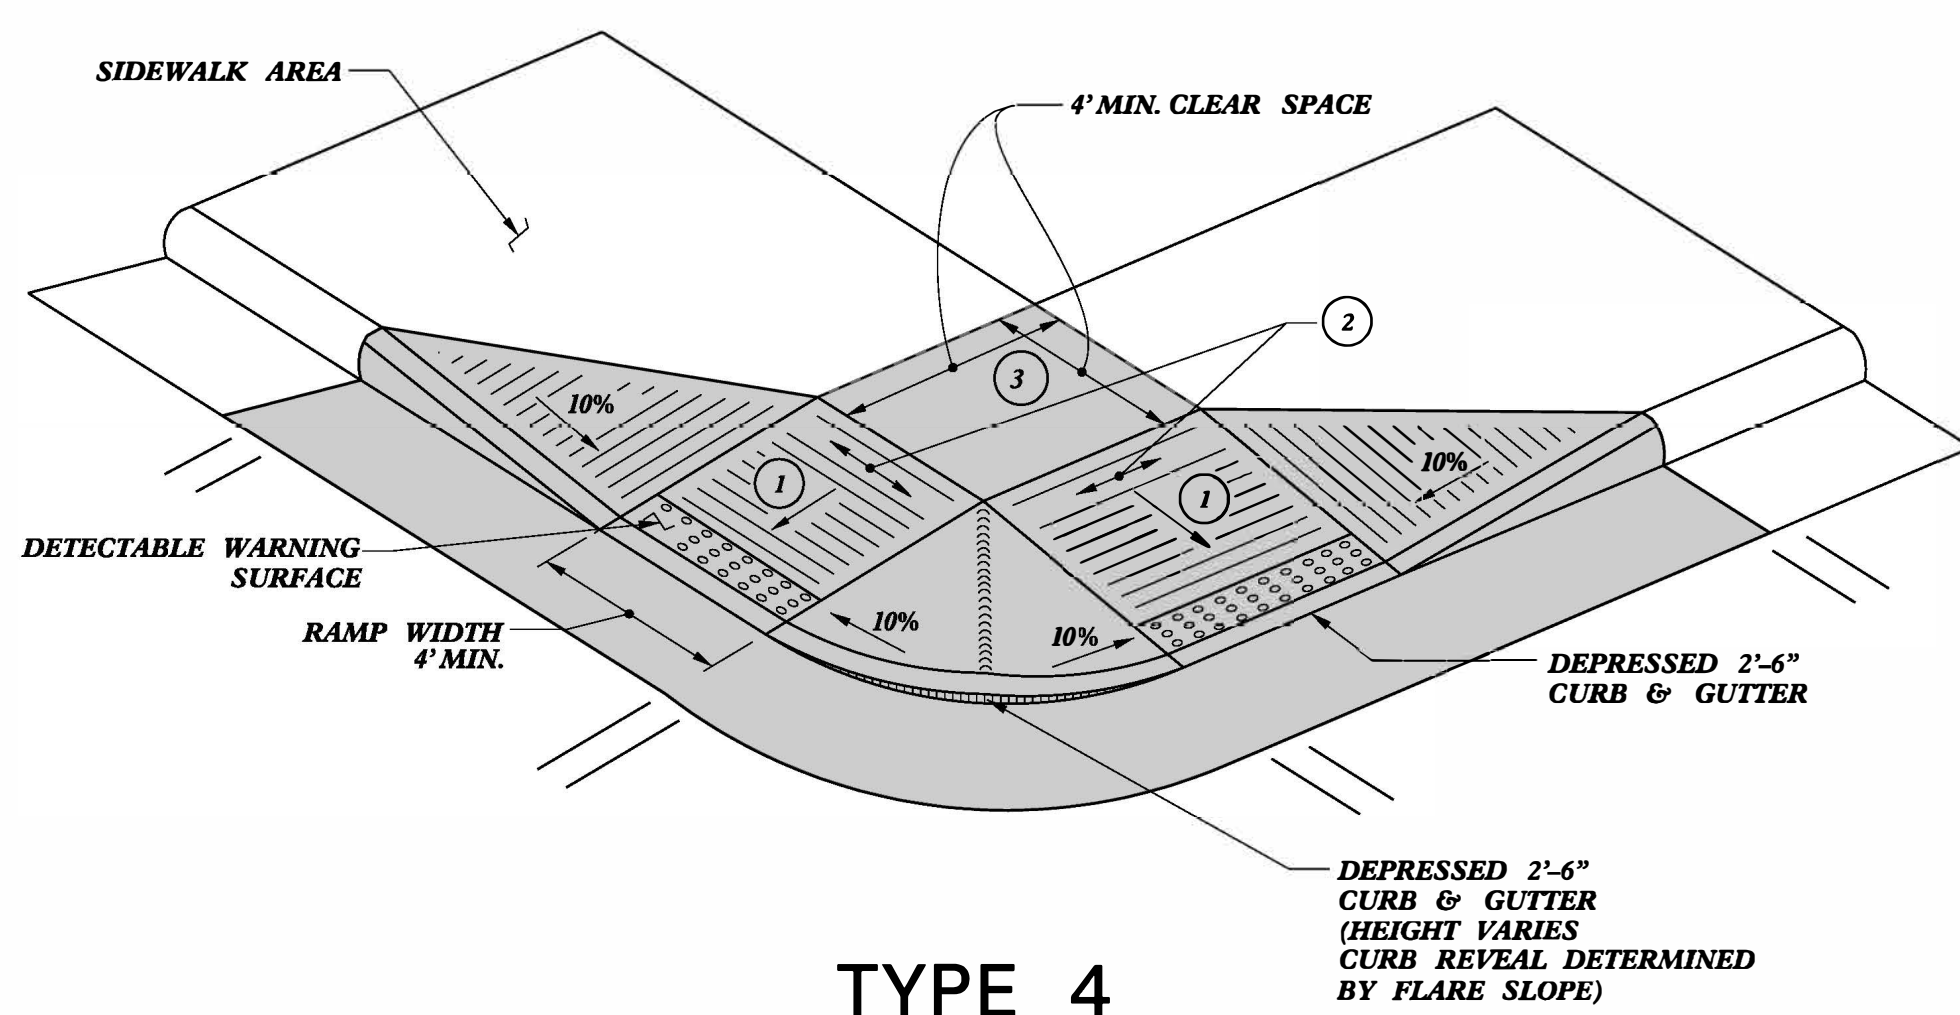 SIDEWALK AREA
4' MIN. CLEAR SPACE
2
3
10%
10%
1
1
DETECTABLE WARNING
SURFACE
RAMP WIDTH
4' MIN.
10%
10%
DEPRESSED 2'–6”
CURB & GUTTER
DEPRESSED 2'–6”
CURB & GUTTER
(HEIGHT VARIES
CURB REVEAL DETERMINED
BY FLARE SLOPE)
TYPE 4